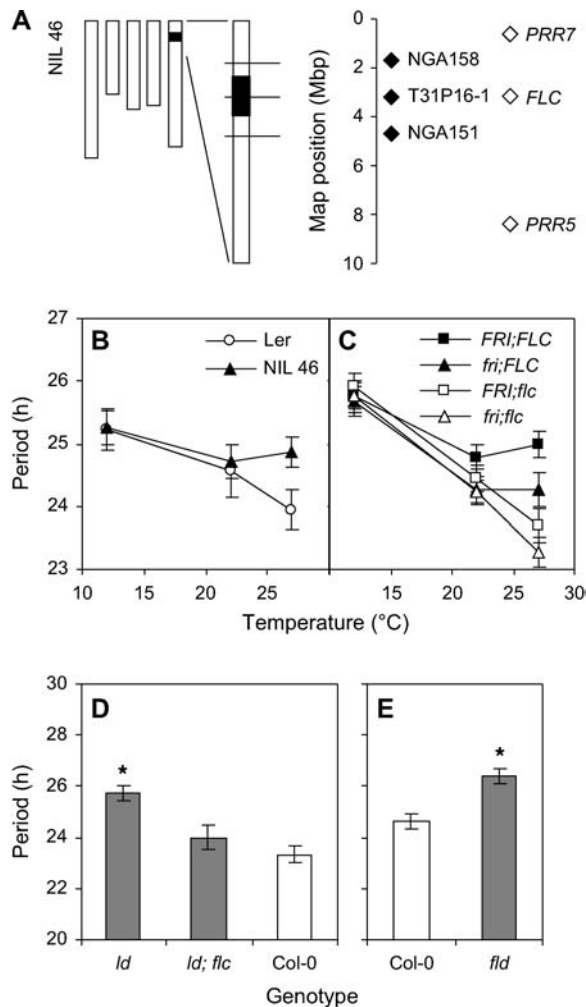 A
NIL 46
Map position (Mbp)
0
2
4
6
8
10
NGA158
T31P16-1
NGA151
PRR7
FLC
PRR5
B
Ler
NIL 46
C
FRI;FLC
fri;FLC
FRI;flc
fri;flc
Period (h)
27
26
25
24
23
10 15 20 25 15 20 25 30
Temperature (°C)
D
E
Period (h)
30
28
26
24
22
20
*
*
ld ld; flc Col-0 Col-0 fld
Genotype